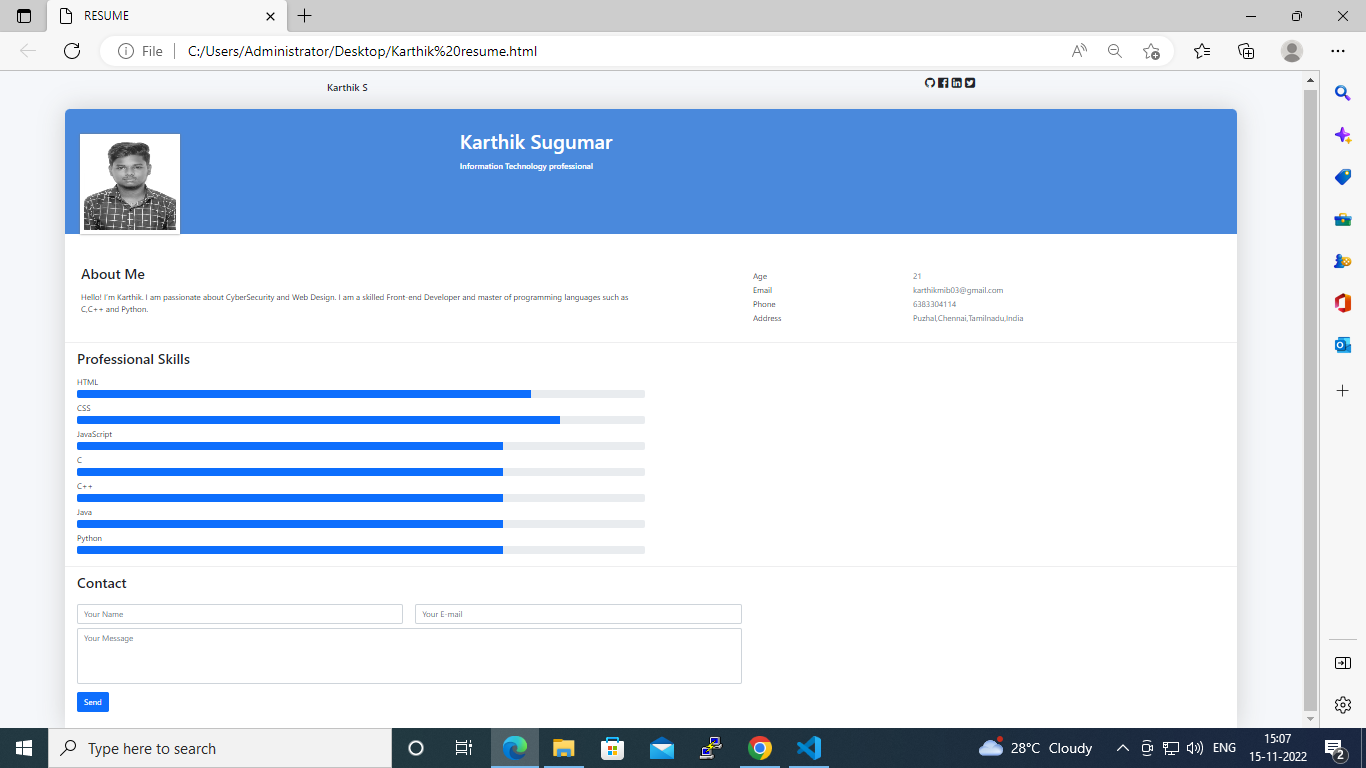 RESUME
File
C:/Users/Administrator/Desktop/Karthik%20resume.html
Karthik S
Karthik Sugumar
Information Technology professional
About Me
Hello! I'm Karthik. I am passionate about CyberSecurity and Web Design. I am a skilled Front-end Developer and master of programming languages such as
C,C++ and Python.
Age 21
Email karthikmib03@gmail.com
Phone 6383304114
Address Puzhal,Chennai,Tamilnadu,India
Professional Skills
HTML
CSS
JavaScript
C
C++
Java
Python
Contact
Your Name
Your E-mail
Your Message
Send
Type here to search
28°C Cloudy
ENG
15:07
15-11-2022
2